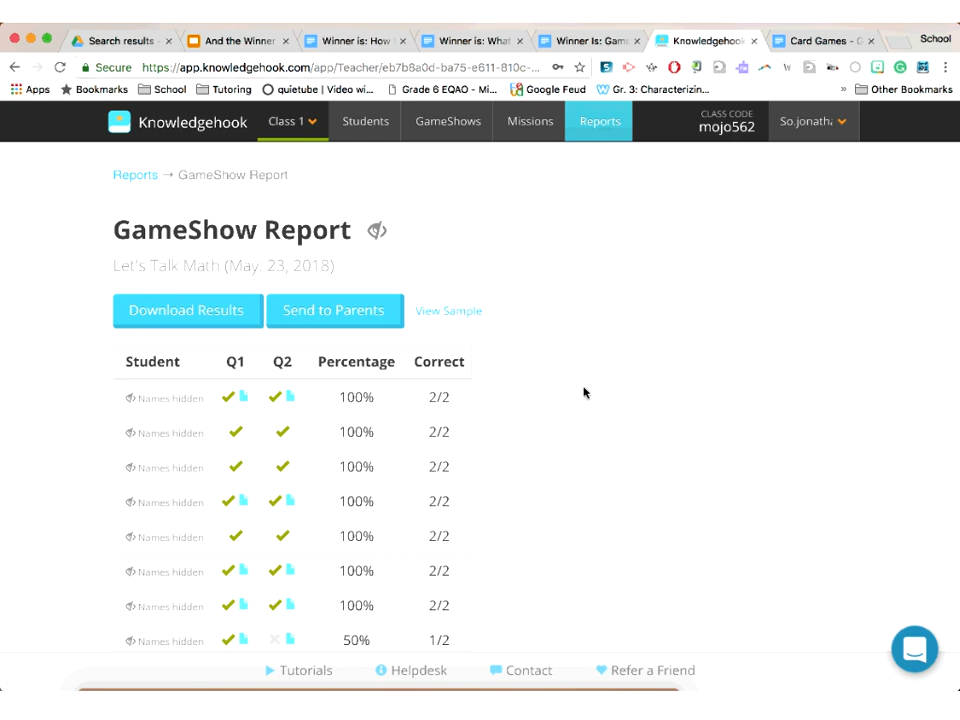 Search results -
And the Winner
Winner is: How
Winner is: What
Winner Is: Gam
Knowledgehook
Card Games - G
School
Secure https://app.knowledgehook.com/app/Teacher/eb7b8a0d-ba75-e611-810c-...
Apps Bookmarks School Tutoring quietube | Video wi... Grade 6 EQAO - Mi... Google Feud Gr. 3: Characterizin... » Other Bookmarks
Knowledgehook Class 1 Students GameShows Missions Reports CLASS CODE mojo562 So.jonatha
Reports → GameShow Report
GameShow Report
Let's Talk Math (May. 23, 2018)
Download Results Send to Parents View Sample
Student Q1 Q2 Percentage Correct
Names hidden 100% 2/2
Names hidden 100% 2/2
Names hidden 100% 2/2
Names hidden 100% 2/2
Names hidden 100% 2/2
Names hidden 100% 2/2
Names hidden 100% 2/2
Names hidden 50% 1/2
Tutorials Helpdesk Contact Refer a Friend